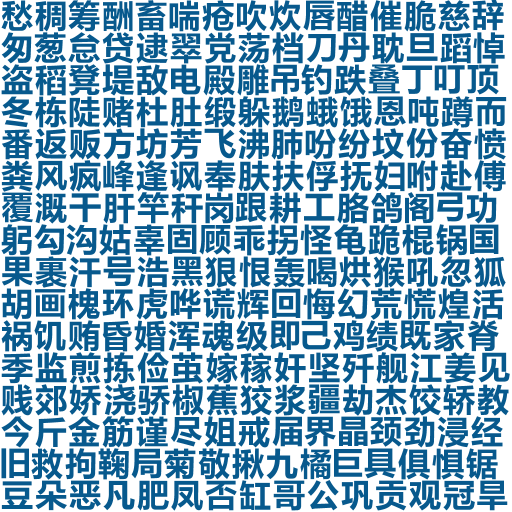 愁稠筹酬畜喘疮吹炊唇醋催脆慈辞
匆葱怠贷逮翠党荡档刀丹耽旦蹈悼
盗稻凳堤敌电殿雕吊钓跌叠丁叮顶
冬栋陡赌杜肚缎躲鹅蛾饿恩吨蹲而
番返贩方坊芳飞沸肺吩纷坟份奋愤
粪风疯峰逢讽奉肤扶俘抚妇咐赴傅
覆溉干肝竿秆岗跟耕工胳鸽阁弓功
躬勾沟姑辜固顾乖拐怪龟跪棍锅国
果裹汗号浩黑狠恨轰喝烘猴吼忽狐
胡画槐环虎哗谎辉回悔幻荒慌煌活
祸饥贿昏婚浑魂级即己鸡绩既家脊
季监煎拣俭茧嫁稼奸坚歼舰江姜见
贱郊娇浇骄椒蕉狡浆疆劫杰饺轿教
今斤金筋谨尽姐戒届界晶颈劲浸经
旧救拘鞠局菊敬揪九橘巨具俱惧锯
豆朵恶凡肥凤否缸哥公巩贡观冠旱